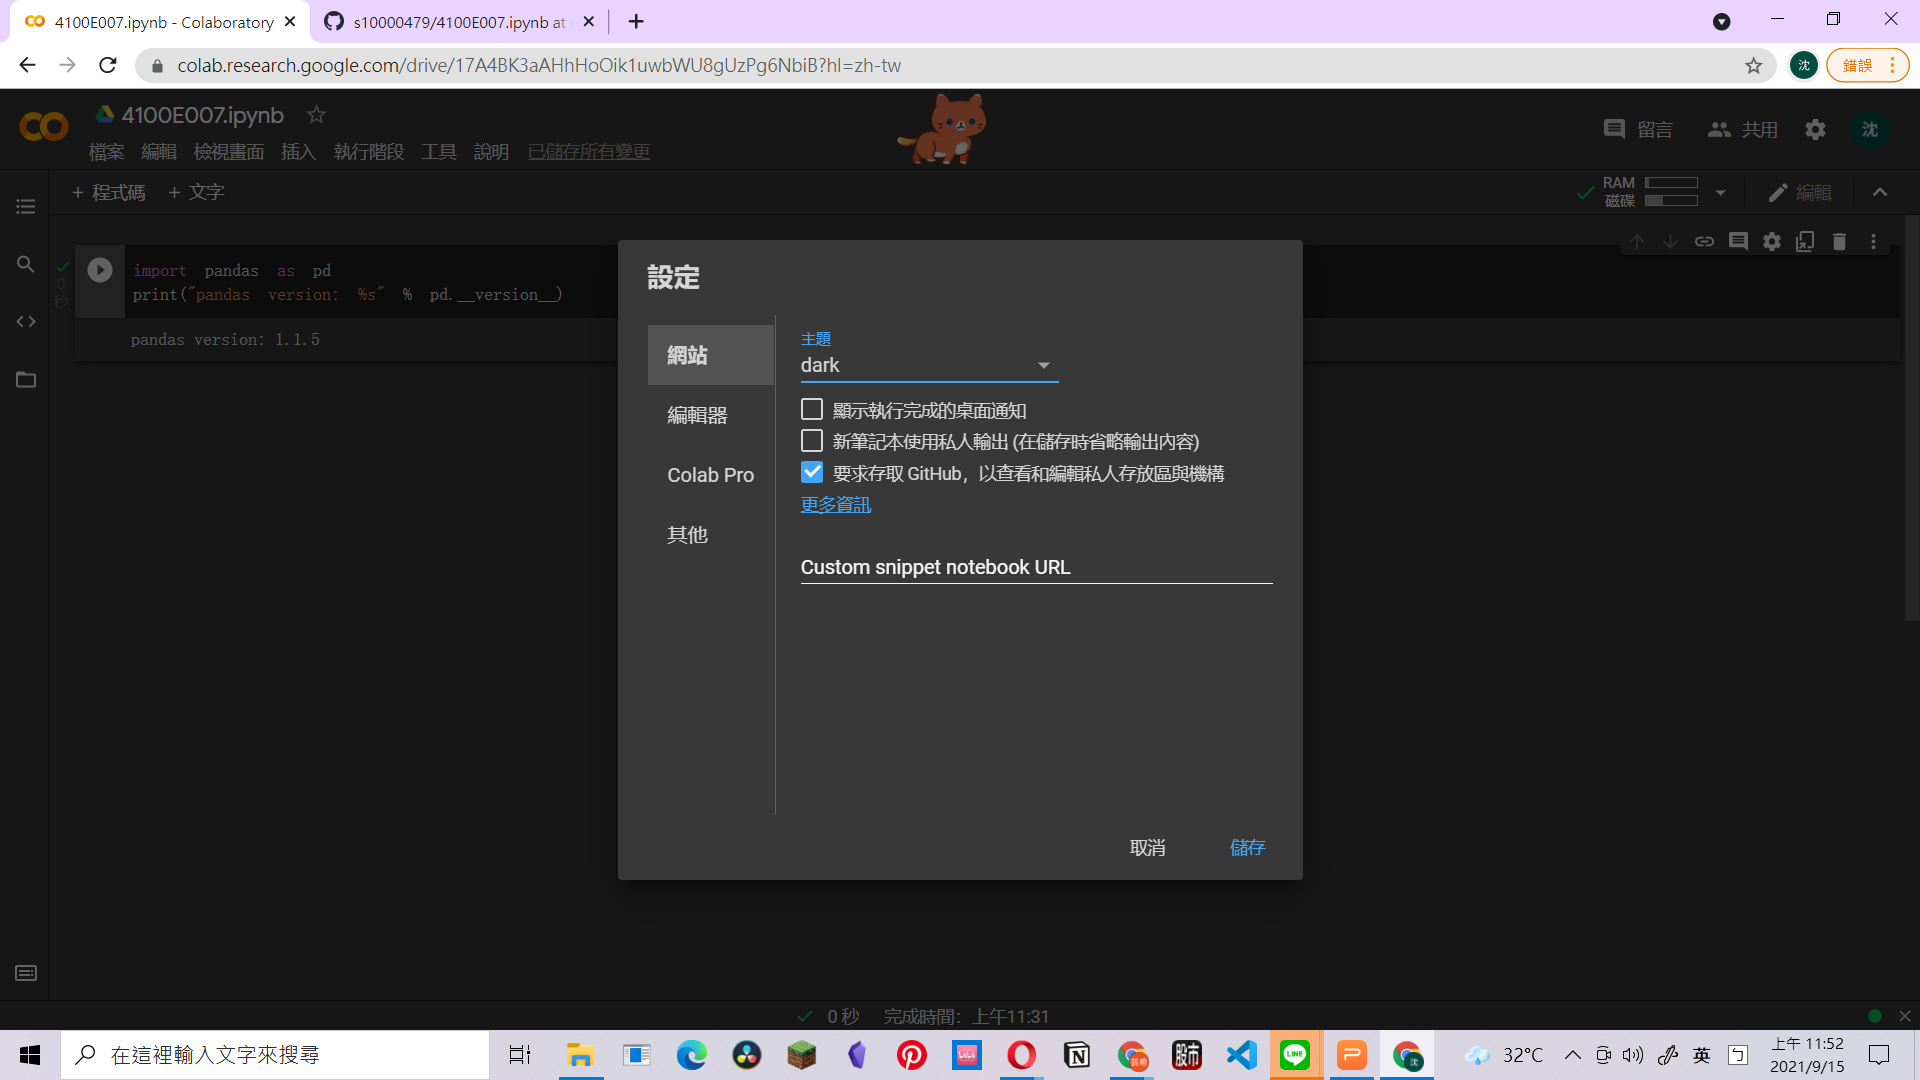 4100E007.ipynb - Colaboratory
s10000479/4100E007.ipynb at
colab.research.google.com/drive/17A4BK3aAHhHoOik1uwbWU8gUzPg6NbiB?hl=zh-tw
沈
錯誤
4100E007.ipynb
留言
共用
沈
檔案 編輯 檢視畫面 插入 執行階段 工具 說明 已儲存所有變更
+ 程式碼 + 文字
RAM
磁碟
編輯
0
秒
import pandas as pd
print("pandas version: %s" % pd.__version__)
pandas version: 1.1.5
設定
網站
編輯器
Colab Pro
其他
主題
dark
顯示執行完成的桌面通知
新筆記本使用私人輸出 (在儲存時省略輸出內容)
要求存取 GitHub，以查看和編輯私人存放區與機構
更多資訊
Custom snippet notebook URL
取消
儲存
0 秒 完成時間：上午11:31
在這裡輸入文字來搜尋
股市
LINE
32°C
英
ㄅ
上午 11:52
2021/9/15